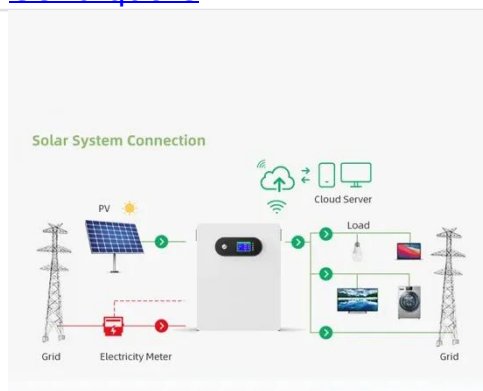 Solar System Connection
Cloud Server
PV
Load
Grid
Electricity Meter
Grid